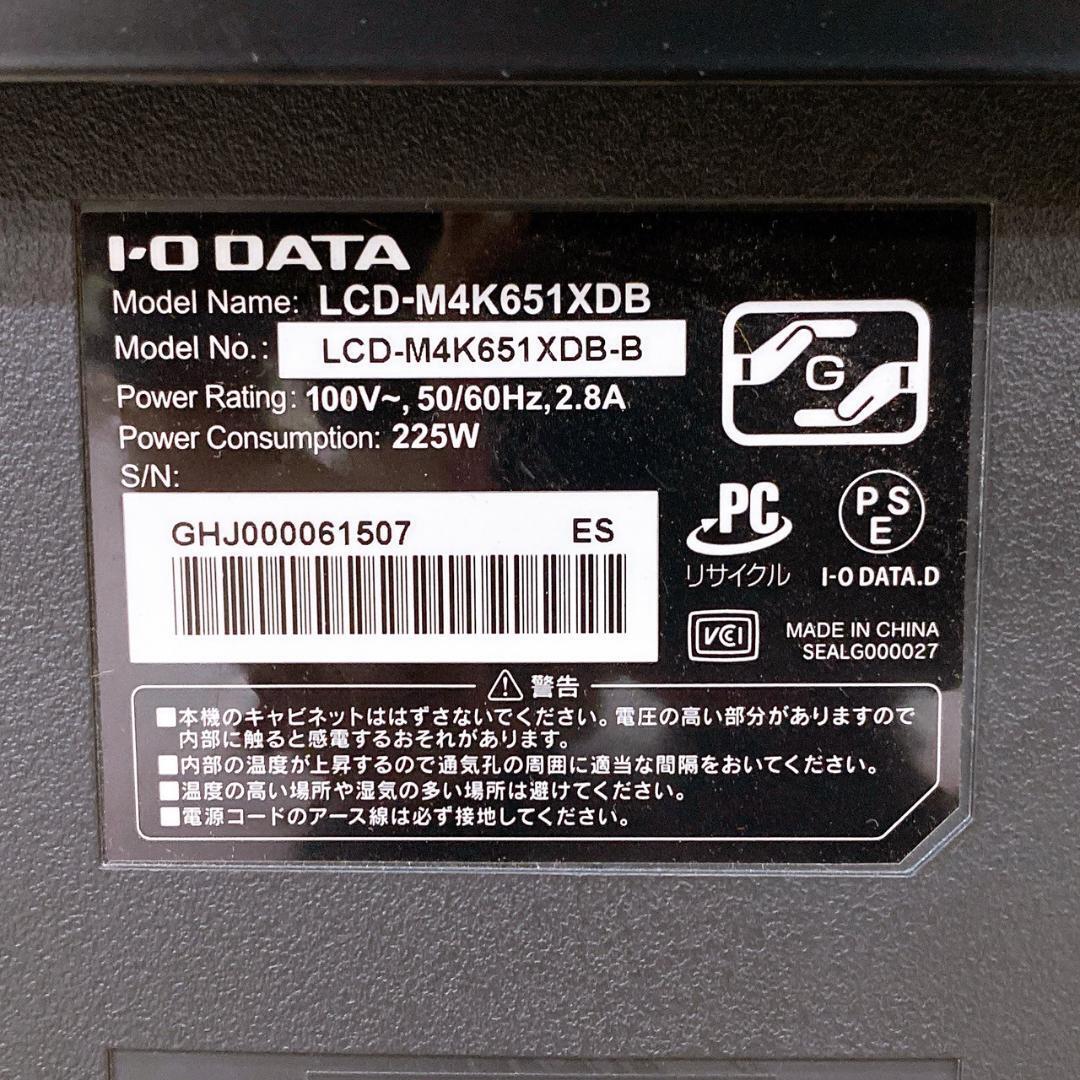 I-O DATA
Model Name: LCD-M4K651XDB
Model No.: LCD-M4K651XDB-B
Power Rating: 100V~, 50/60Hz, 2.8A
Power Consumption: 225W
S/N:
GHJ000061507 ES
G
PC
リサイクル
PSE
I-O DATA.D
VCI
MADE IN CHINA
SEALG000027
警告
■本機のキャビネットははずさないでください。電圧の高い部分がありますので
内部に触ると感電するおそれがあります。
■内部の温度が上昇するので通気孔の周囲に適当な間隔をおいてください。
■温度の高い場所や湿気の多い場所は避けてください。
■電源コードのアース線は必ず接地してください。